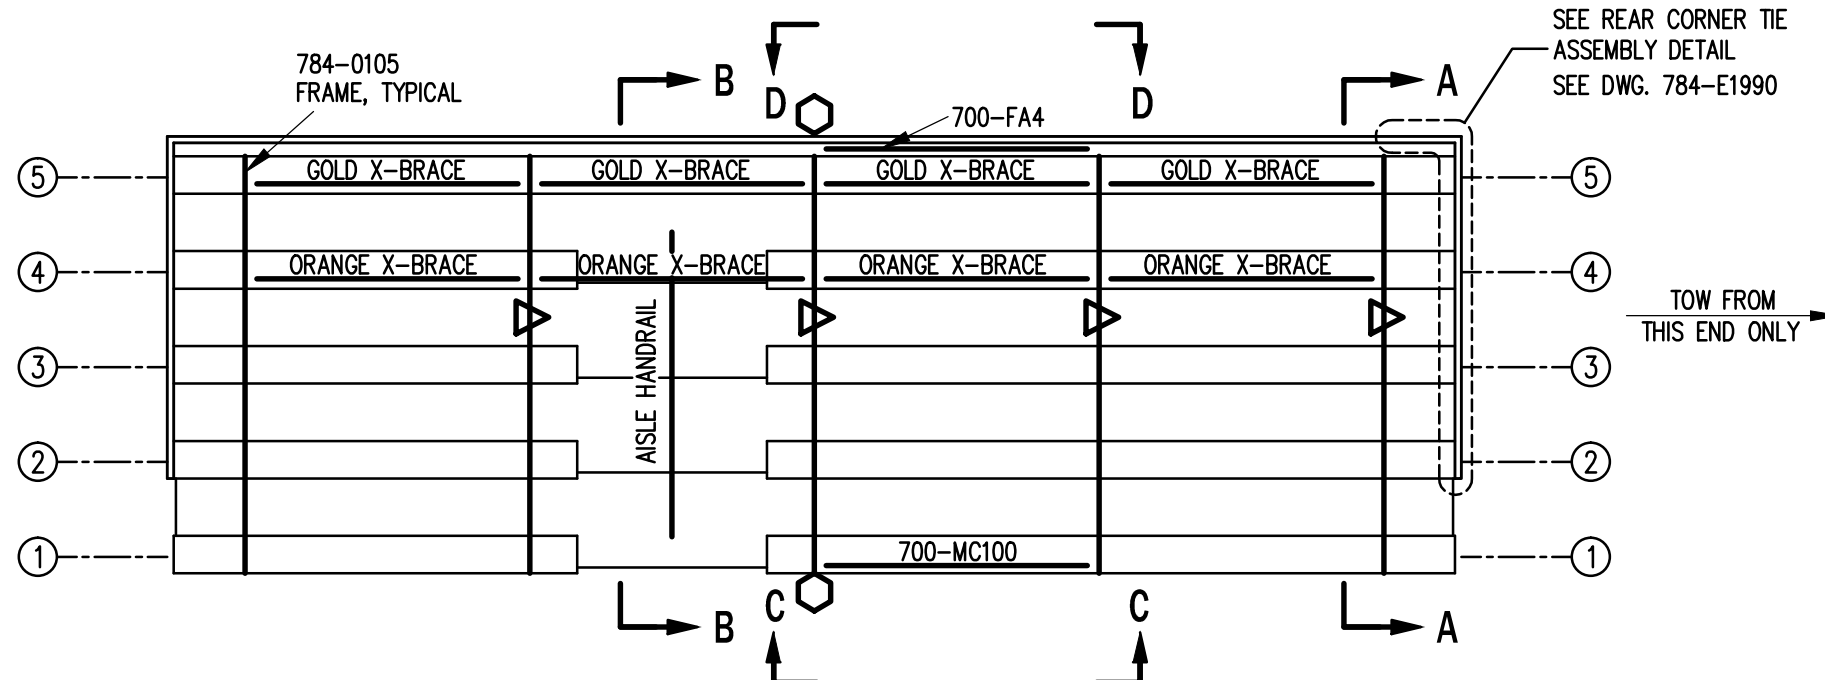 SEE REAR CORNER TIE
ASSEMBLY DETAIL
SEE DWG. 784-E1990
784-0105
FRAME, TYPICAL
B
D
700-FA4
D
A
5
GOLD X-BRACE
GOLD X-BRACE
GOLD X-BRACE
GOLD X-BRACE
5
4
ORANGE X-BRACE
ORANGE X-BRACE
ORANGE X-BRACE
ORANGE X-BRACE
4
TOW FROM
THIS END ONLY
AISLE HANDRAIL
3
3
2
2
1
700-MC100
1
B
C
C
A